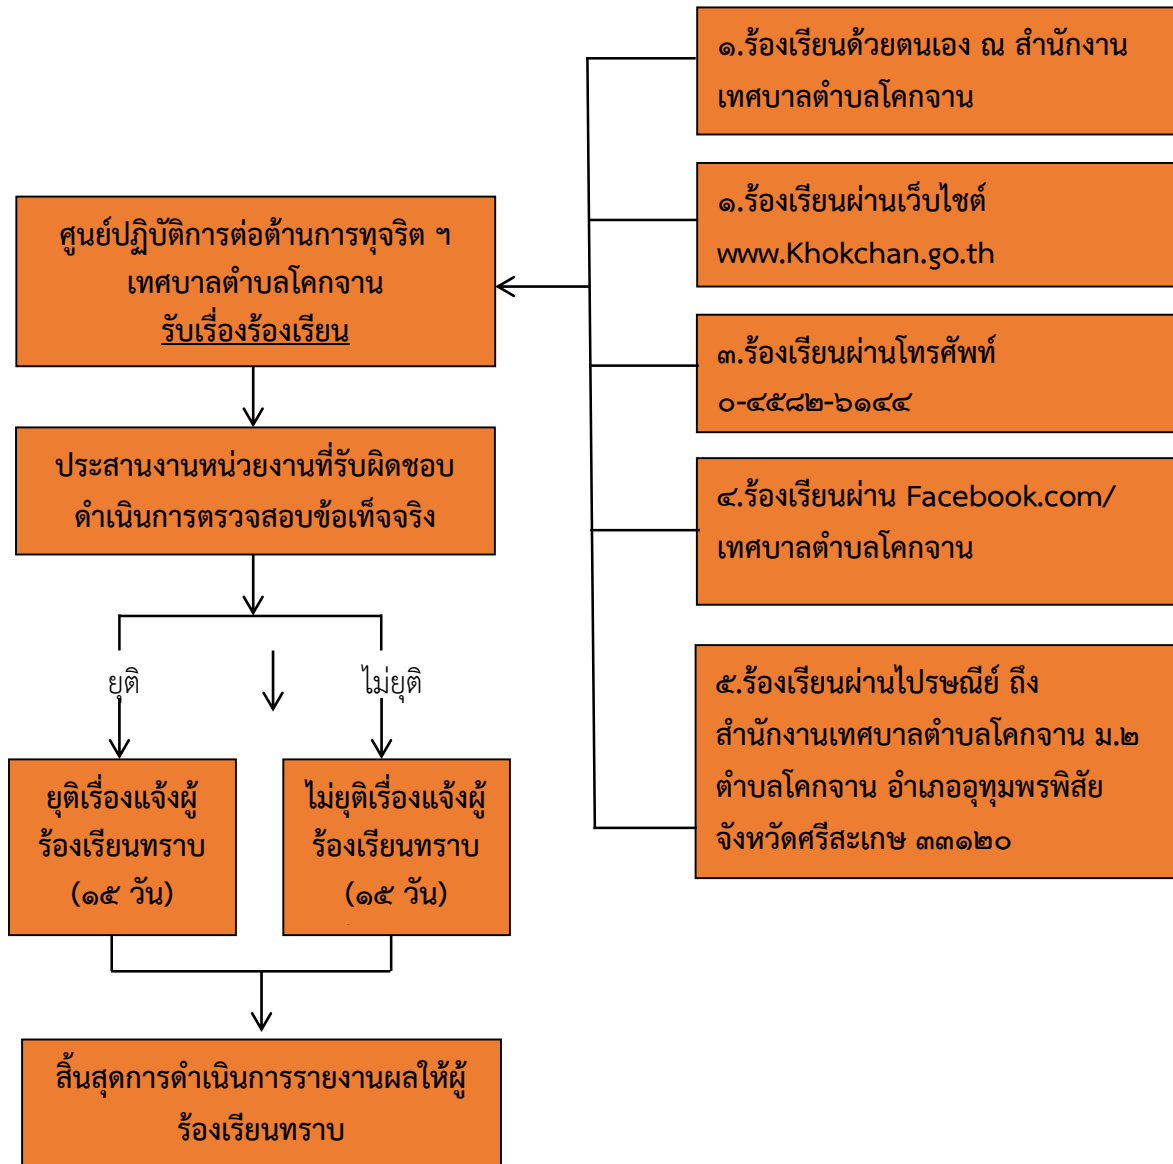 ๑.ร้องเรียนด้วยตนเอง ณ สำนักงาน
เทศบาลตำบลโคกจาน
๑.ร้องเรียนผ่านเว็บไชต์
www.Khokchan.go.th
๓.ร้องเรียนผ่านโทรศัพท์
๐-๔๕๘๒-๖๑๔๔
๔.ร้องเรียนผ่าน Facebook.com/
เทศบาลตำบลโคกจาน
๕.ร้องเรียนผ่านไปรษณีย์ ถึง
สำนักงานเทศบาลตำบลโคกจาน ม.๒
ตำบลโคกจาน อำเภออุทุมพรพิสัย
จังหวัดศรีสะเกษ ๓๓๑๒๐
ศูนย์ปฏิบัติการต่อต้านการทุจริต ฯ
เทศบาลตำบลโคกจาน
รับเรื่องร้องเรียน
ประสานงานหน่วยงานที่รับผิดชอบ
ดำเนินการตรวจสอบข้อเท็จจริง
ยุติ
ไม่ยุติ
ยุติเรื่องแจ้งผู้
ร้องเรียนทราบ
(๑๕ วัน)
ไม่ยุติเรื่องแจ้งผู้
ร้องเรียนทราบ
(๑๕ วัน)
สิ้นสุดการดำเนินการรายงานผลให้ผู้
ร้องเรียนทราบ